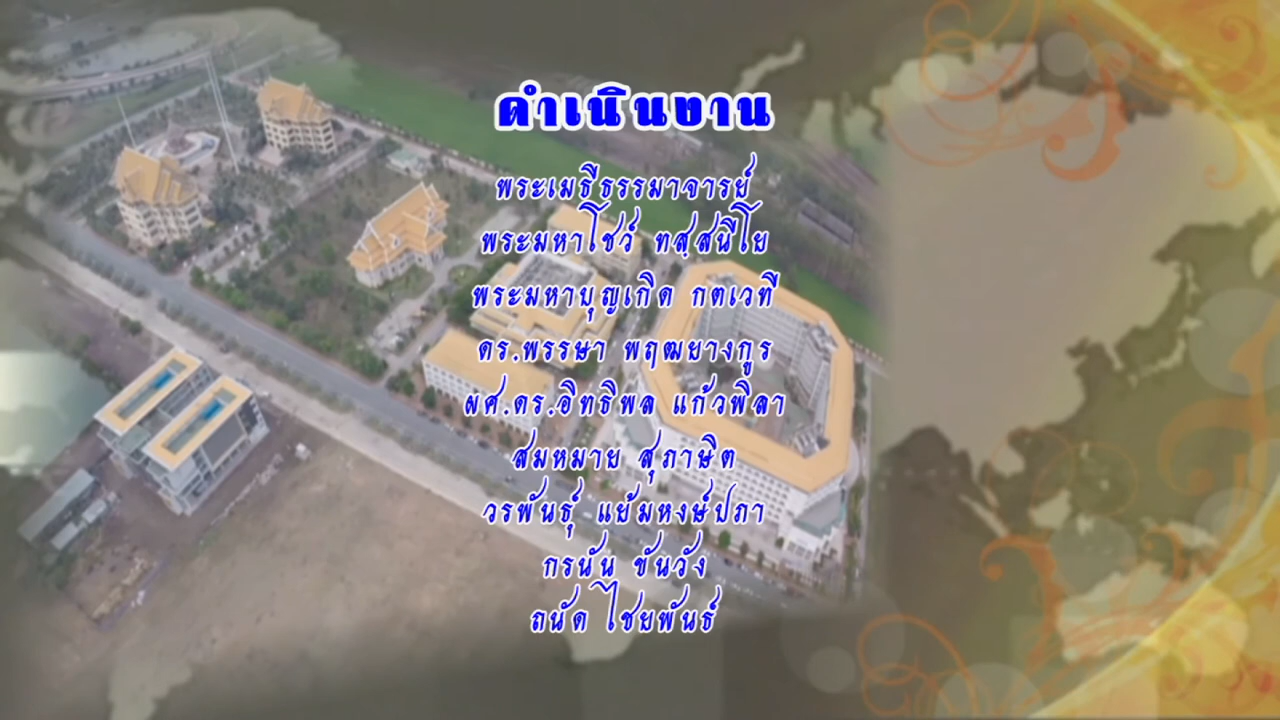 ดำเนินงาน
พระเมธีธรรมาจารย์
พระมหาโชว์ ทสฺสนีโย
พระมหาบุญเกิด กตเวที
ดร.พรรษา พฤฒยางกูร
ผศ.ดร.อิทธิพล แก้วพิลา
สมหมาย สุภาษิต
วรพันธุ์ แย้มหงษ์ปภา
กรนัน ขันวัง
ถนัด ไชยพันธ์